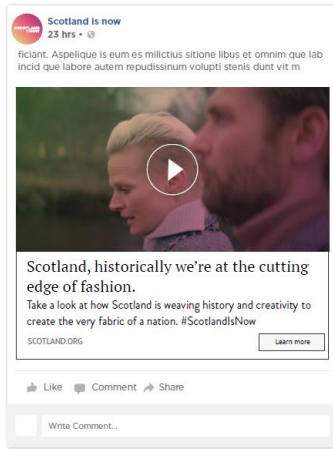 SCOTLAND
IS NOW
Scotland is now
23 hrs •
ficiant. Aspelique is eum es milictius sitione libus et omnim que lab
incid que labore autem repudissinum volupti stenis dunt vit m
Scotland, historically we're at the cutting
edge of fashion.
Take a look at how Scotland is weaving history and creativity to
create the very fabric of a nation. #ScotlandIsNow
SCOTLAND.ORG
Learn more
Like Comment Share
Write Comment...